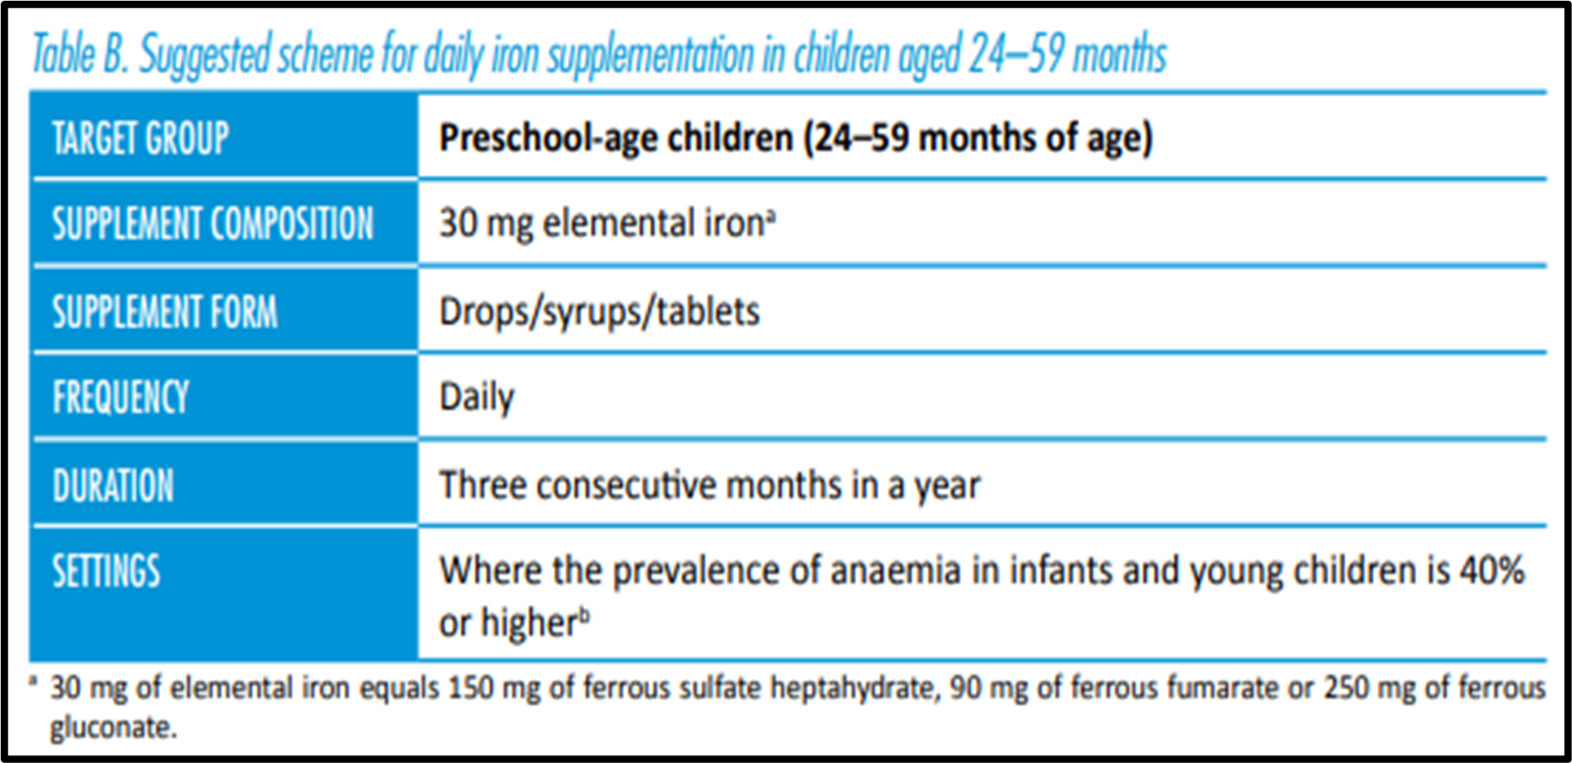 Table B. Suggested scheme for daily iron supplementation in children aged 24–59 months
TARGET GROUP Preschool-age children (24–59 months of age)
SUPPLEMENT COMPOSITION 30 mg elemental ironᵃ
SUPPLEMENT FORM Drops/syrups/tablets
FREQUENCY Daily
DURATION Three consecutive months in a year
SETTINGS Where the prevalence of anaemia in infants and young children is 40%
or higherᵇ
ᵃ 30 mg of elemental iron equals 150 mg of ferrous sulfate heptahydrate, 90 mg of ferrous fumarate or 250 mg of ferrous
gluconate.